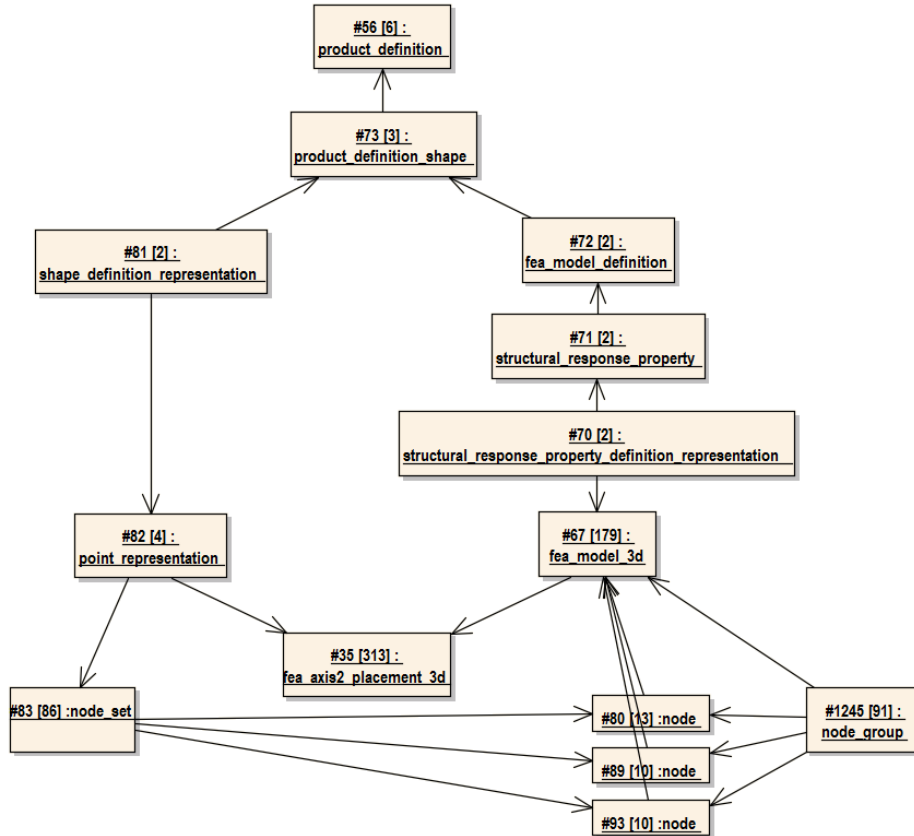 #56 [6] :
product_definition
#73 [3] :
product_definition_shape
#81 [2] :
shape_definition_representation
#72 [2] :
fea_model_definition
#71 [2] :
structural_response_property
#70 [2] :
structural_response_property_definition_representation
#82 [4] :
point_representation
#67 [179] :
fea_model_3d
#35 [313] :
fea_axis2_placement_3d
#83 [86] :node_set
#80 [13] :node
#1245 [91] :
node_group
#89 [10] :node
#93 [10] :node